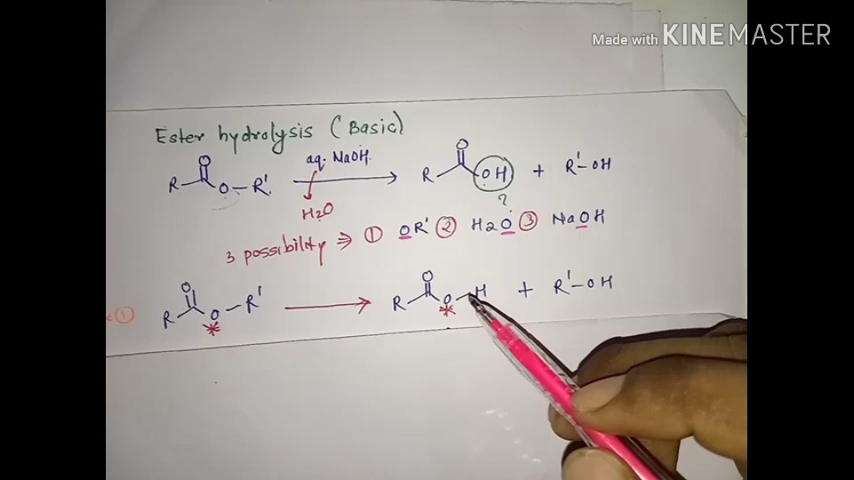 Made with KINEMASTER
Ester hydrolysis (Basic)
R O O-R' aq. NaOH. R O OH + R'-OH
H2O ?
3 possibility ⇒ ① OR' ② H2O ③ NaOH
① R O O-R' ⟶ R O O-H + R'-OH
* *